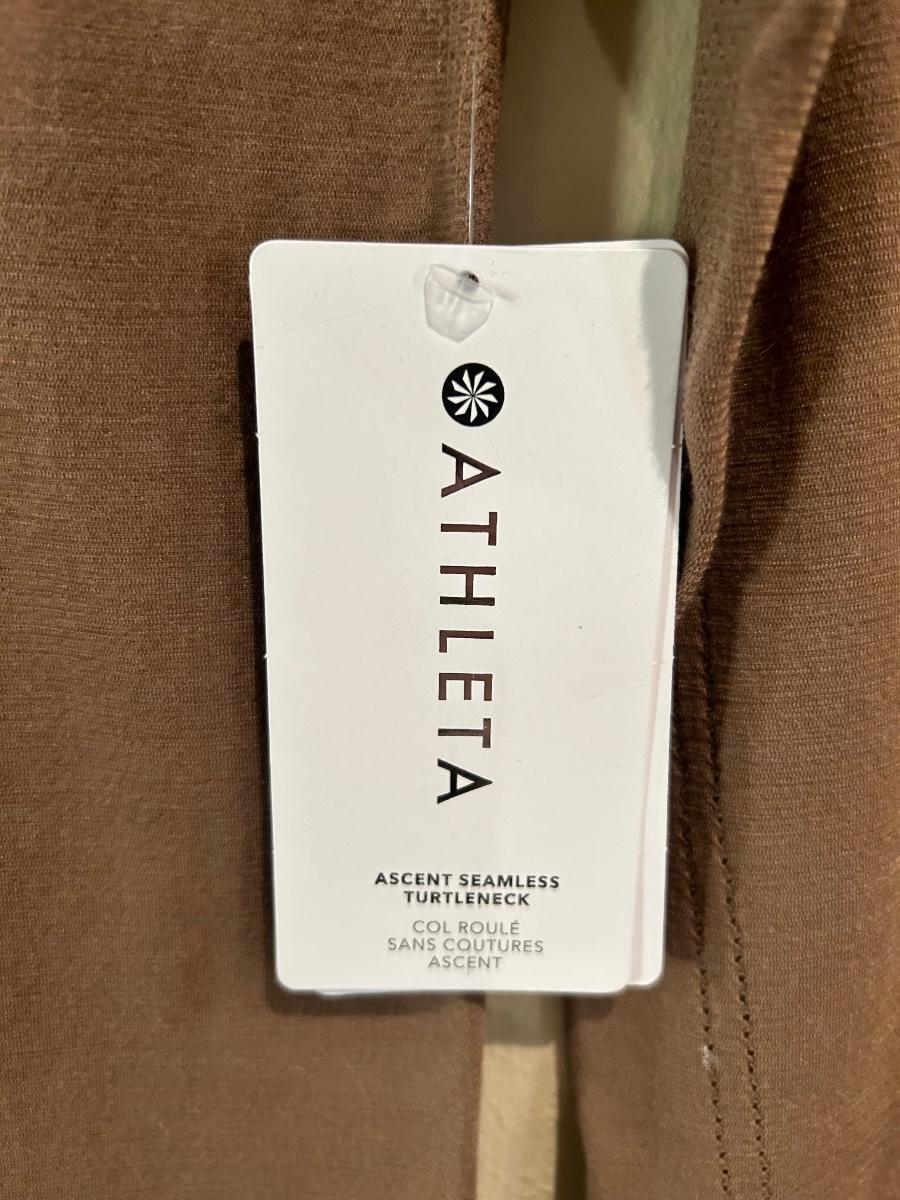 ATHLETA
ASCENT SEAMLESS
TURTLENECK
COL ROULÉ
SANS COUTURES
ASCENT